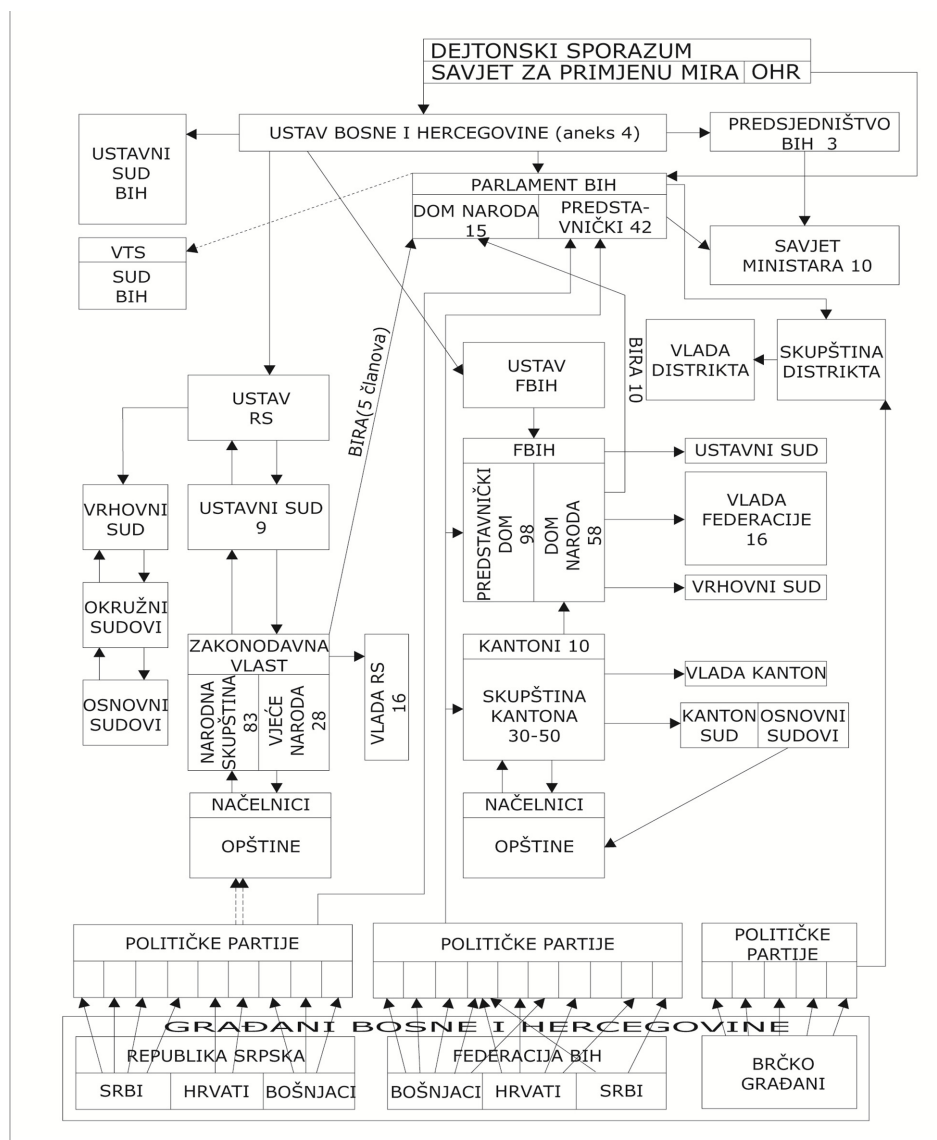 DEJTONSKI SPORAZUM
SAVJET ZA PRIMJENU MIRA OHR
USTAV BOSNE I HERCEGOVINE (aneks 4)
PREDSJEDNIŠTVO
BIH 3
USTAVNI
SUD
BIH
PARLAMENT BIH
DOM NARODA
15
PREDSTA-
VNIČKI 42
VTS
SUD
BIH
SAVJET
MINISTARA 10
BIRA(5 članova)
BIRA 10
VLADA
DISTRIKTA
SKUPŠTINA
DISTRIKTA
USTAV
RS
USTAV
FBIH
VRHOVNI
SUD
USTAVNI SUD
9
FBIH
PREDSTAVNIČKI
DOM
98
DOM
NARODA
58
USTAVNI SUD
VLADA
FEDERACIJE
16
VRHOVNI SUD
OKRUŽNI
SUDOVI
OSNOVNI
SUDOVI
ZAKONODAVNA
VLAST
NARODNA
SKUPŠTINA
83
VJEĆE
NARODA
28
VLADA RS
16
KANTONI 10
SKUPŠTINA
KANTONA
30-50
VLADA KANTON
KANTON
SUD
OSNOVNI
SUDOVI
NAČELNICI
OPŠTINE
NAČELNICI
OPŠTINE
POLITIČKE PARTIJE
POLITIČKE PARTIJE
POLITIČKE
PARTIJE
GRAĐANI BOSNE I HERCEGOVINE
REPUBLIKA SRPSKA
SRBI HRVATI BOŠNJACI
FEDERACIJA BIH
BOŠNJACI HRVATI SRBI
BRČKO
GRAĐANI